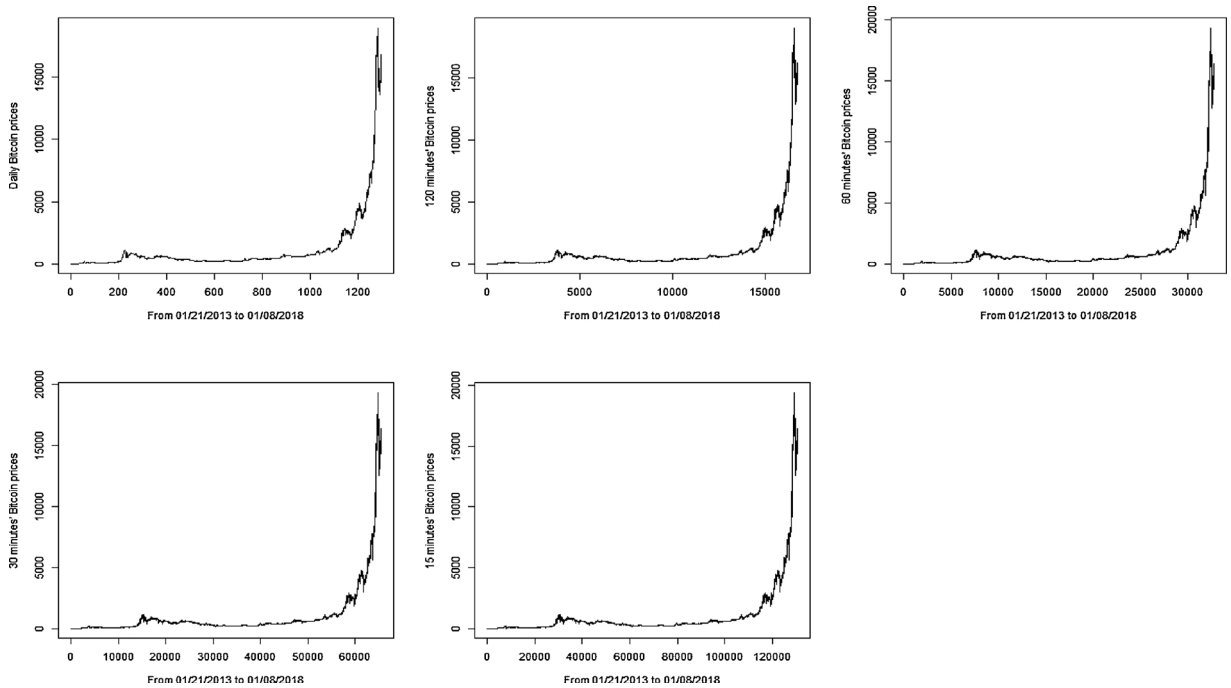 Daily Bitcoin prices
0 5000 10000 15000
0 200 400 600 800 1000 1200
From 01/21/2013 to 01/08/2018
120 minutes' Bitcoin prices
0 5000 10000 15000
0 5000 10000 15000
From 01/21/2013 to 01/08/2018
60 minutes' Bitcoin prices
0 5000 10000 15000 20000
0 5000 10000 15000 20000 25000 30000
From 01/21/2013 to 01/08/2018
30 minutes' Bitcoin prices
0 5000 10000 15000 20000
0 10000 20000 30000 40000 50000 60000
From 01/21/2013 to 01/08/2018
15 minutes' Bitcoin prices
0 5000 10000 15000 20000
0 20000 40000 60000 80000 100000 120000
From 01/21/2013 to 01/08/2018